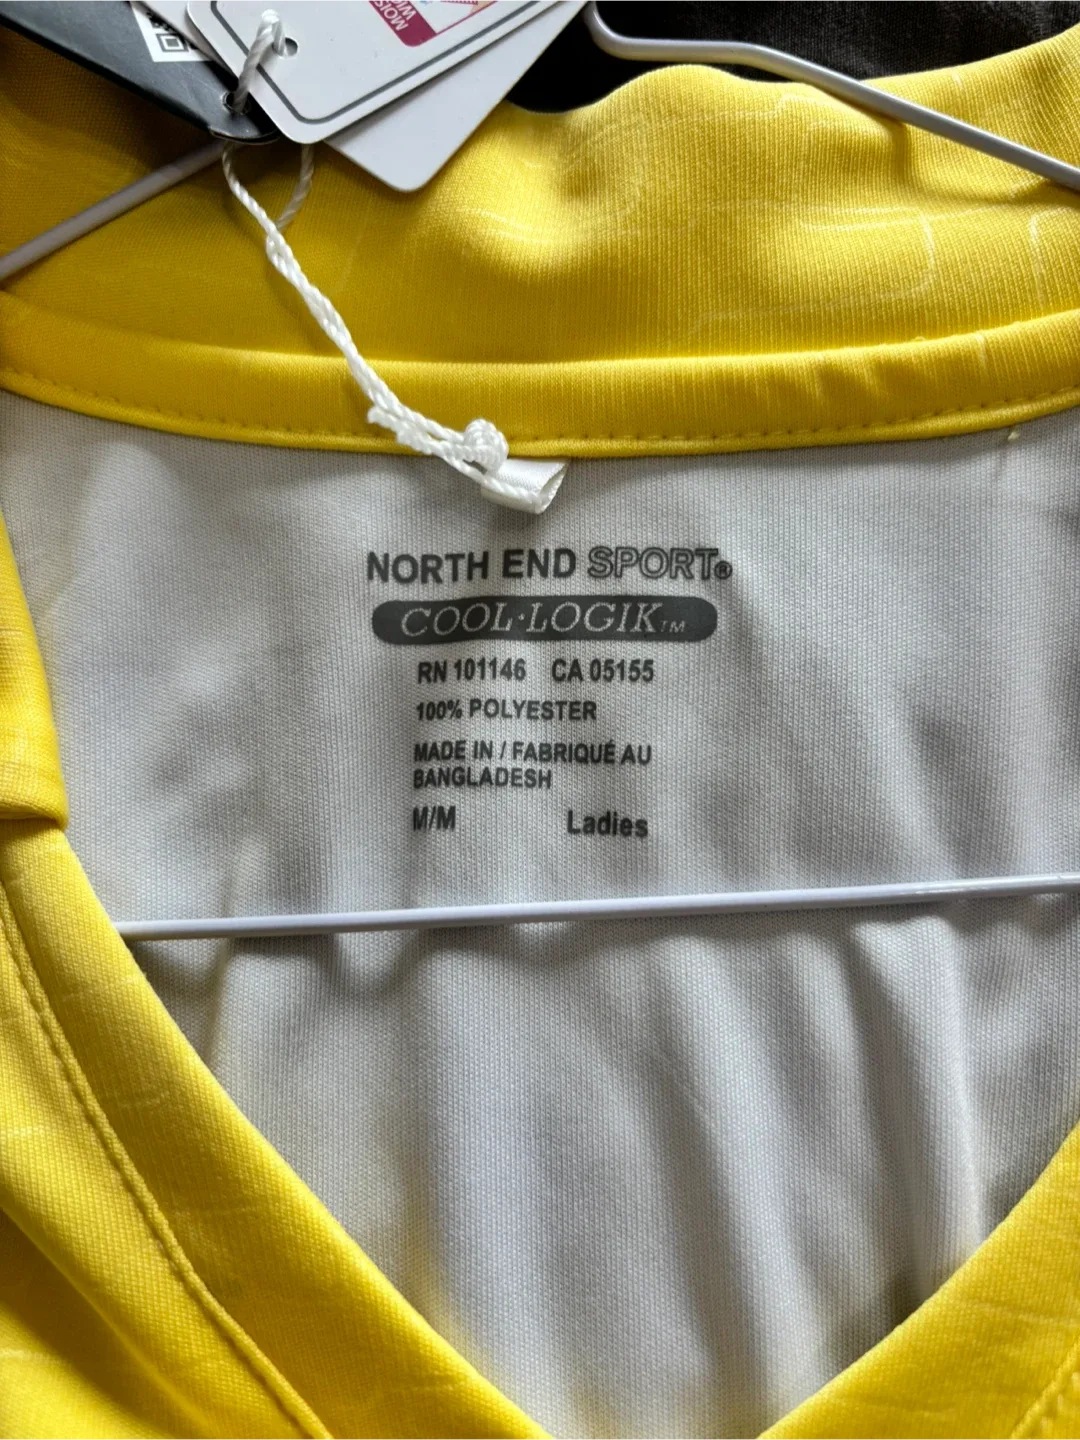 NORTH END SPORT®
COOL·LOGIK™
RN 101146 CA 05155
100% POLYESTER
MADE IN / FABRIQUÉ AU
BANGLADESH
M/M Ladies